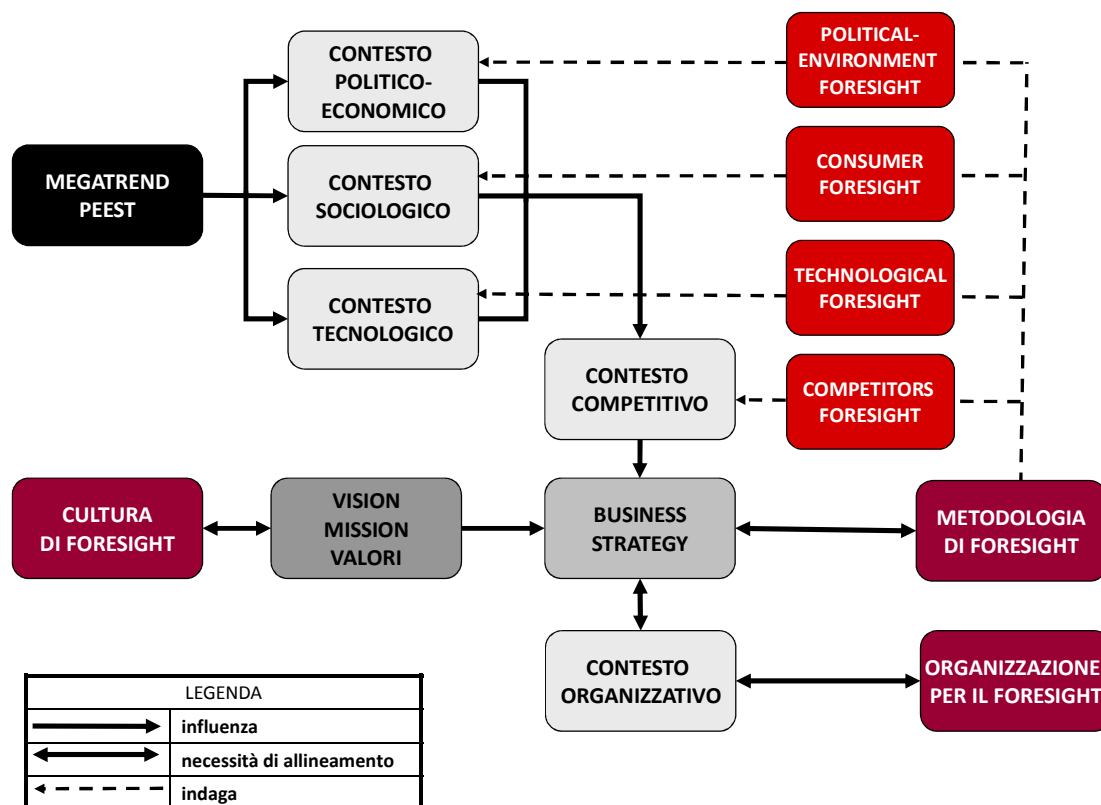 CONTESTO
POLITICO-
ECONOMICO
POLITICAL-
ENVIRONMENT
FORESIGHT
MEGATREND
PEEST
CONTESTO
SOCIOLOGICO
CONSUMER
FORESIGHT
CONTESTO
TECNOLOGICO
TECHNOLOGICAL
FORESIGHT
CONTESTO
COMPETITIVO
COMPETITORS
FORESIGHT
CULTURA
DI FORESIGHT
VISION
MISSION
VALORI
BUSINESS
STRATEGY
METODOLOGIA
DI FORESIGHT
CONTESTO
ORGANIZZATIVO
ORGANIZZAZIONE
PER IL FORESIGHT
LEGENDA
influenza
necessità di allineamento
indaga